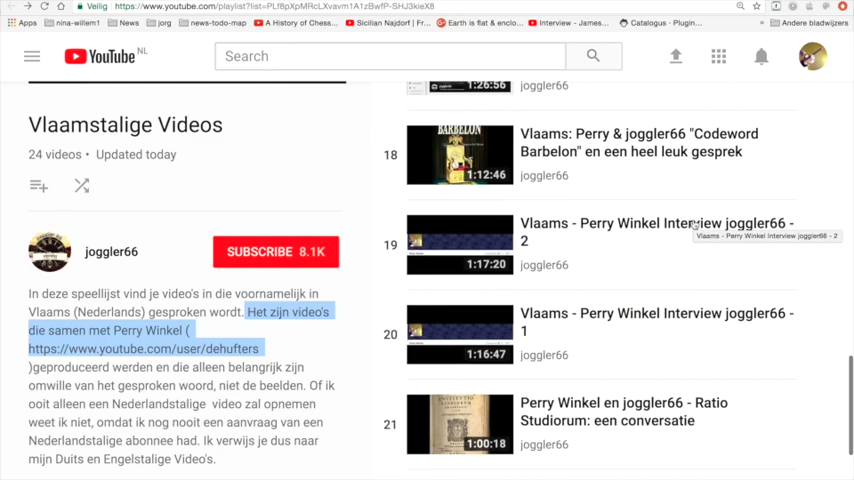 Veilig https://www.youtube.com/playlist?list=PLf8pXpMRcLXvavm1A1zBwfP-SHJ3kieX8
Apps nina-willem1 News jorg news-todo-map A History of Chess... Sicilian Najdorf | F... Earth is flat & enclo... Interview - James... Catalogus · Plugin... » Andere bladwijzers
YouTube NL
Search
Vlaamstalige Videos
24 videos • Updated today
joggler66
SUBSCRIBE 8.1K
In deze speellijst vind je video's in die voornamelijk in
Vlaams (Nederlands) gesproken wordt. Het zijn video's
die samen met Perry Winkel (
https://www.youtube.com/user/dehufters
)geproduceerd werden en die alleen belangrijk zijn
omwille van het gesproken woord, niet de beelden. Of ik
ooit alleen een Nederlandstalige video zal opnemen
weet ik niet, omdat ik nog nooit een aanvraag van een
Nederlandstalige abonnee had. Ik verwijs je dus naar
mijn Duits en Engelstalige Video's.
1:26:56
joggler66
18
BARBELON
1:12:46
Vlaams: Perry & joggler66 "Codeword
Barbelon" en een heel leuk gesprek
joggler66
19
1:17:20
Vlaams - Perry Winkel Interview joggler66 -
2
Vlaams - Perry Winkel Interview joggler66 - 2
joggler66
20
1:16:47
Vlaams - Perry Winkel Interview joggler66 -
1
joggler66
21
1:00:18
Perry Winkel en joggler66 - Ratio
Studiorum: een conversatie
joggler66